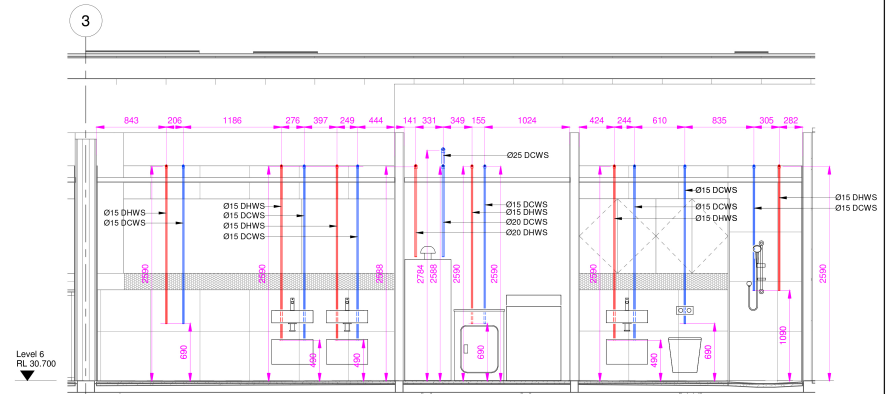 3
843 206 1186 276 397 249 444 141 331 349 155 1024 424 244 610 835 305 282
Ø25 DCWS
Ø15 DHWS
Ø15 DCWS
Ø15 DHWS
Ø15 DCWS
Ø15 DHWS
Ø15 DCWS
Ø15 DCWS
Ø15 DHWS
Ø20 DCWS
Ø20 DHWS
Ø15 DCWS
Ø15 DCWS
Ø15 DHWS
Ø15 DHWS
Ø15 DCWS
2590 2590 2588 2784 2588 2590 2590 2590 2590
690 490 490 690 490 690 1090
Level 6
RL 30.700